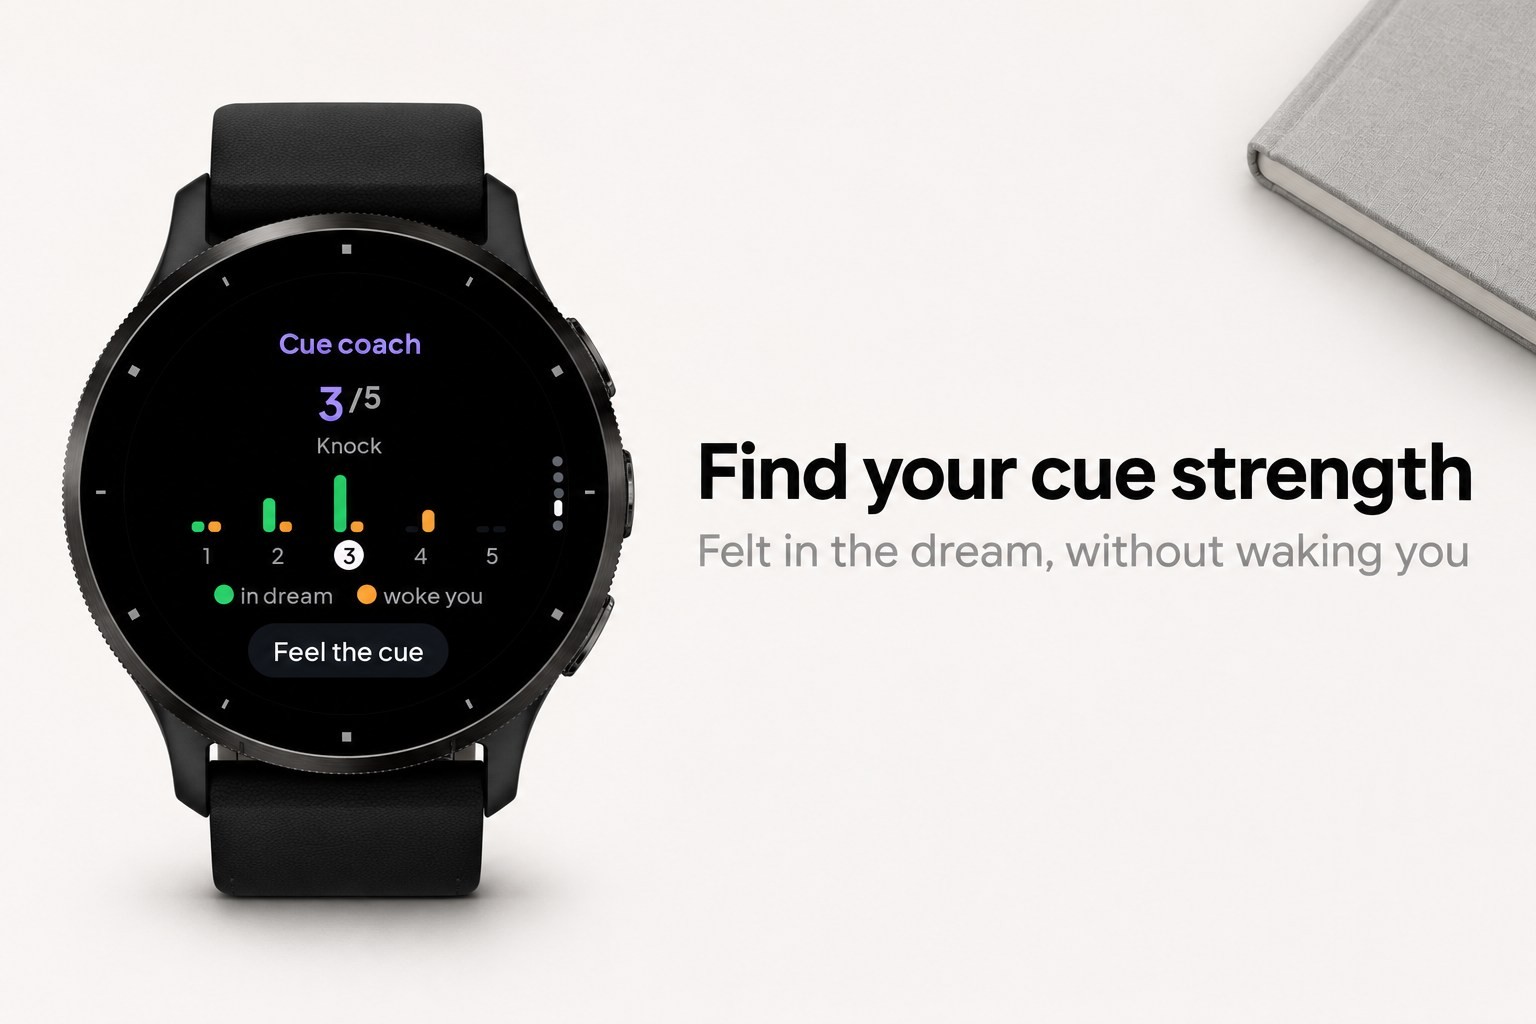 Cue coach
3/5
Knock
1 2 3 4 5
in dream woke you
Feel the cue
Find your cue strength
Felt in the dream, without waking you